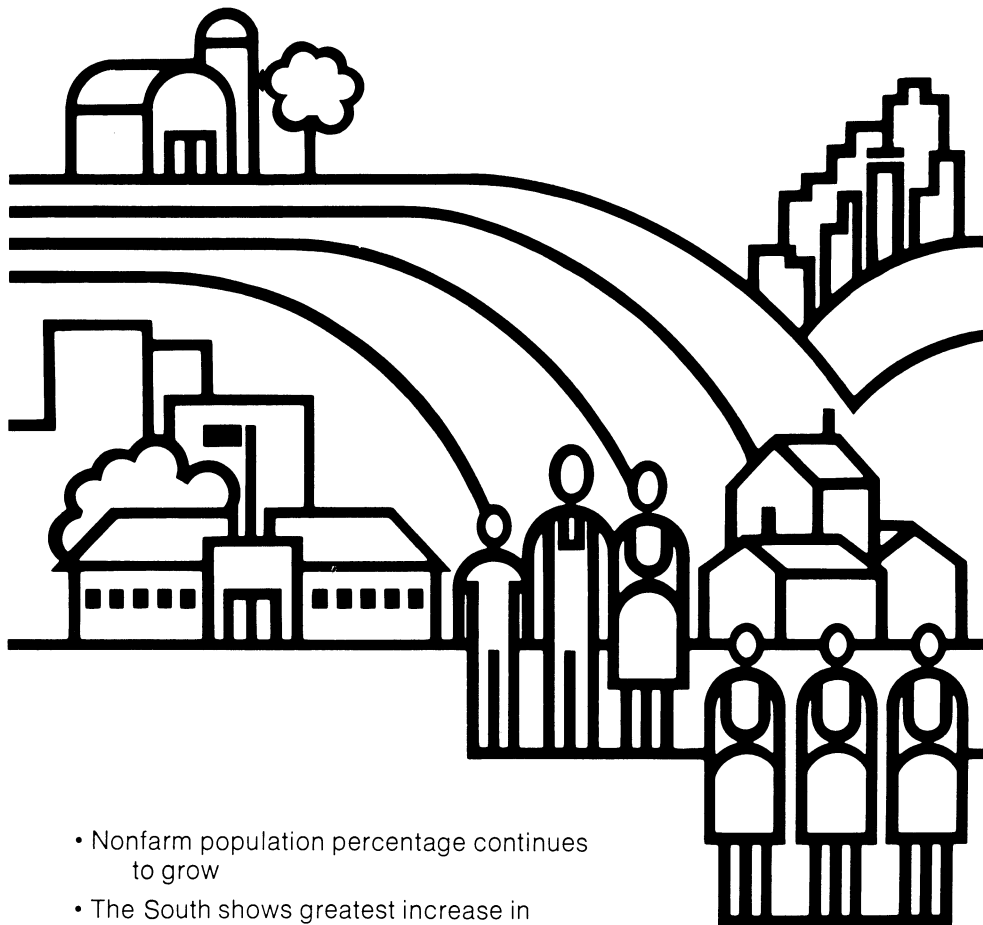 • Nonfarm population percentage continues
to grow
• The South shows greatest increase in